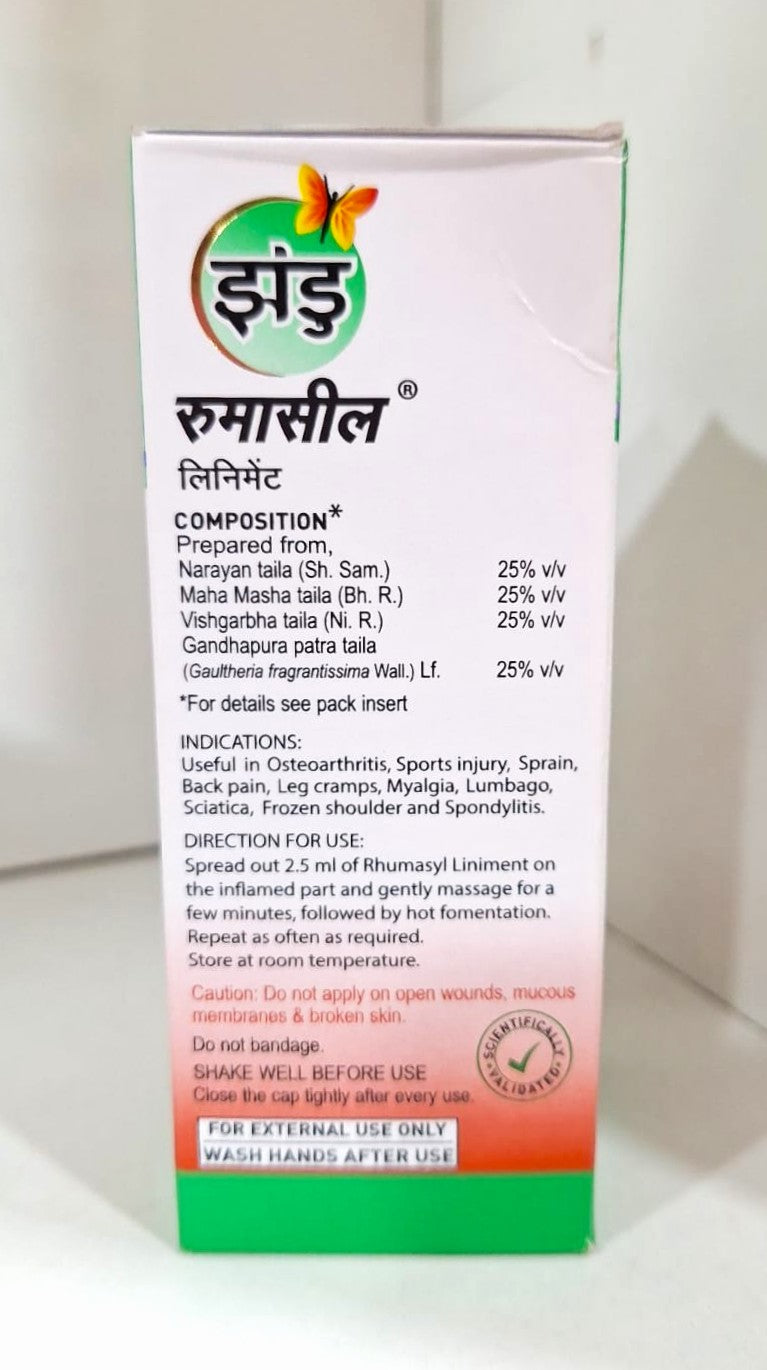 झंडु
रुमासील ®
लिनिमेंट
COMPOSITION*
Prepared from,
Narayan taila (Sh. Sam.) 25% v/v
Maha Masha taila (Bh. R.) 25% v/v
Vishgarbha taila (Ni. R.) 25% v/v
Gandhapura patra taila
(Gaultheria fragrantissima Wall.) Lf. 25% v/v
*For details see pack insert
INDICATIONS:
Useful in Osteoarthritis, Sports injury, Sprain,
Back pain, Leg cramps, Myalgia, Lumbago,
Sciatica, Frozen shoulder and Spondylitis.
DIRECTION FOR USE:
Spread out 2.5 ml of Rhumasyl Liniment on
the inflamed part and gently massage for a
few minutes, followed by hot fomentation.
Repeat as often as required.
Store at room temperature.
Caution: Do not apply on open wounds, mucous
membranes & broken skin.
Do not bandage.
SHAKE WELL BEFORE USE
Close the cap tightly after every use.
SCIENTIFICALLY
VALIDATED
FOR EXTERNAL USE ONLY
WASH HANDS AFTER USE